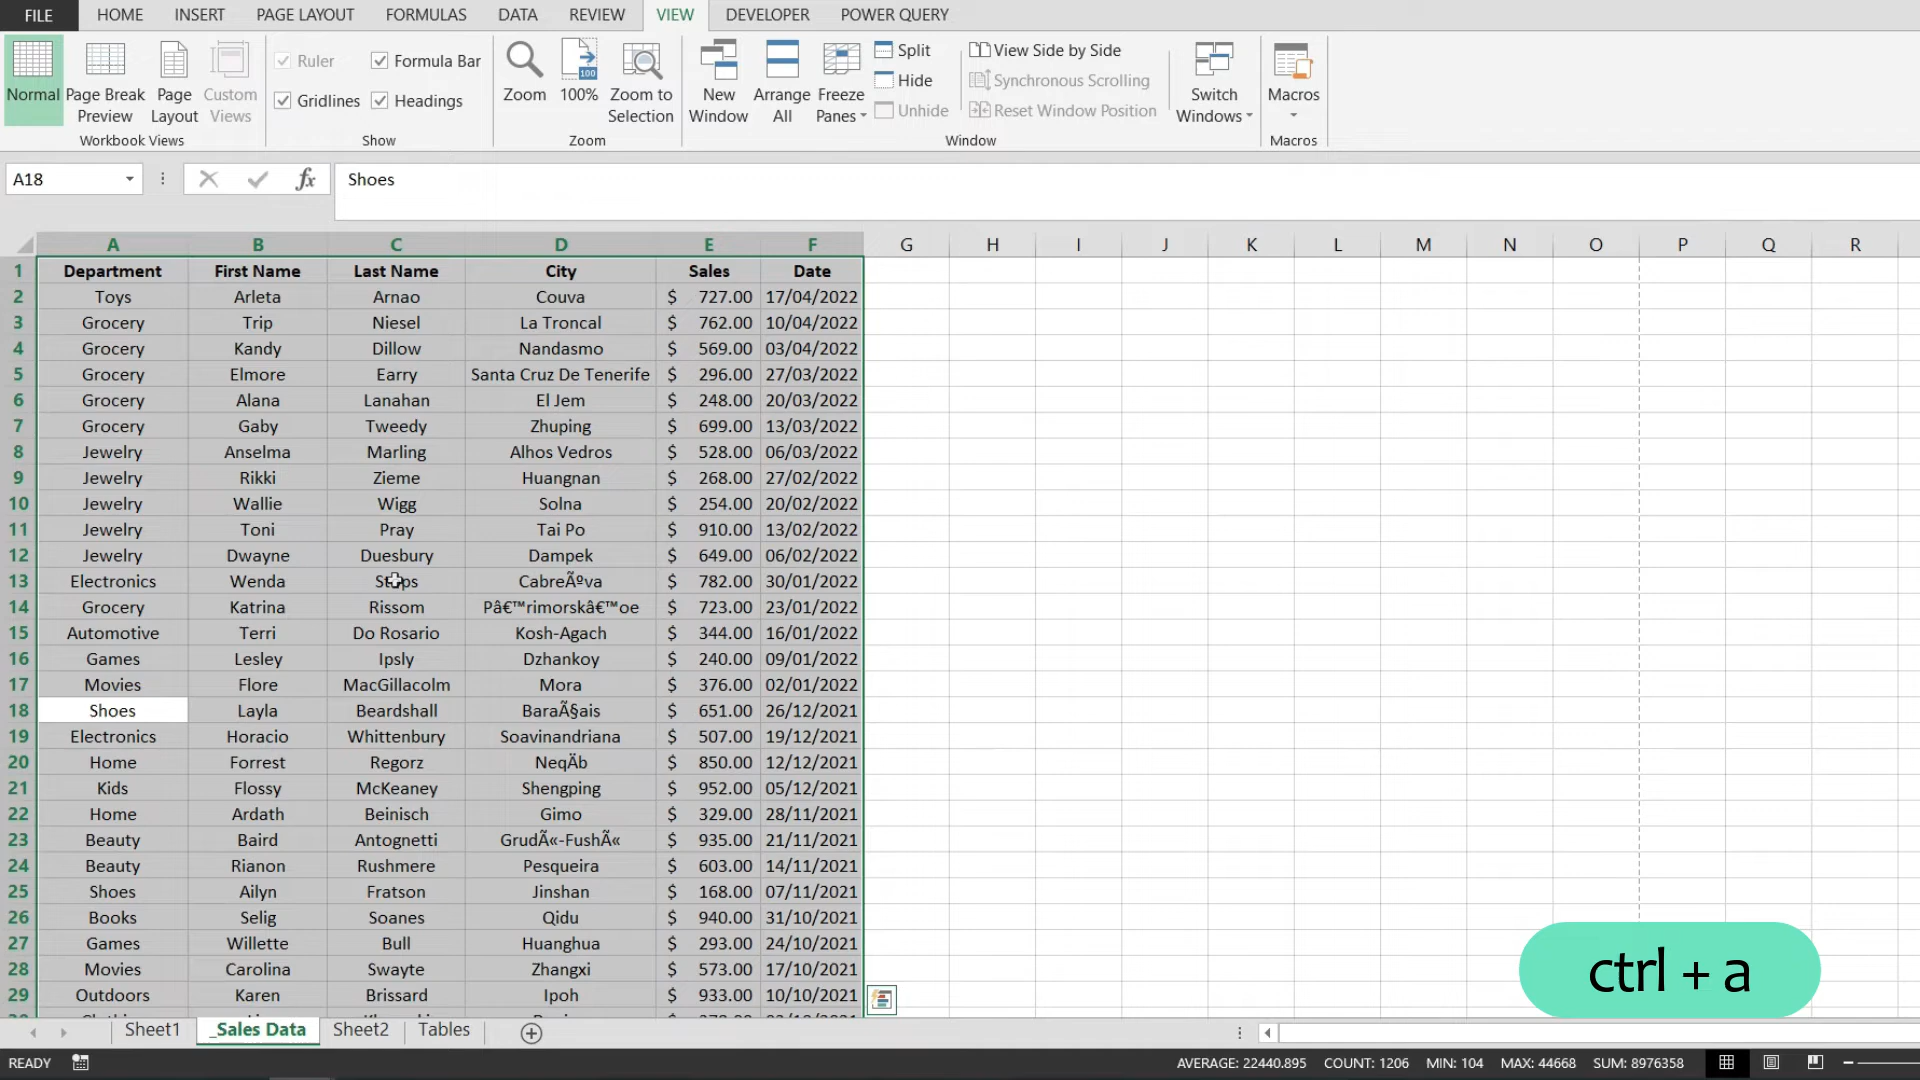 FILE HOME INSERT PAGE LAYOUT FORMULAS DATA REVIEW VIEW DEVELOPER POWER QUERY
Normal Page Break Preview Page Layout Custom Views
Workbook Views
Ruler Formula Bar
Gridlines Headings
Show
Zoom 100% Zoom to Selection
100
Zoom
New Window Arrange All Freeze Panes
Split
Hide
Unhide
View Side by Side
Synchronous Scrolling
Reset Window Position
Switch Windows
Window
Macros
Macros
A18 fx Shoes
A B C D E F G H I J K L M N O P Q R
1 Department First Name Last Name City Sales Date
2 Toys Arleta Arnao Couva $ 727.00 17/04/2022
3 Grocery Trip Niesel La Troncal $ 762.00 10/04/2022
4 Grocery Kandy Dillow Nandasmo $ 569.00 03/04/2022
5 Grocery Elmore Earry Santa Cruz De Tenerife $ 296.00 27/03/2022
6 Grocery Alana Lanahan El Jem $ 248.00 20/03/2022
7 Grocery Gaby Tweedy Zhuping $ 699.00 13/03/2022
8 Jewelry Anselma Marling Alhos Vedros $ 528.00 06/03/2022
9 Jewelry Rikki Zieme Huangnan $ 268.00 27/02/2022
10 Jewelry Wallie Wigg Solna $ 254.00 20/02/2022
11 Jewelry Toni Pray Tai Po $ 910.00 13/02/2022
12 Jewelry Dwayne Duesbury Dampek $ 649.00 06/02/2022
13 Electronics Wenda CabreÃºva $ 782.00 30/01/2022
14 Grocery Katrina Rissom Pâ€™rimorskâ€™oe $ 723.00 23/01/2022
15 Automotive Terri Do Rosario Kosh-Agach $ 344.00 16/01/2022
16 Games Lesley Ipsly Dzhankoy $ 240.00 09/01/2022
17 Movies Flore MacGillacolm Mora $ 376.00 02/01/2022
18 Shoes Layla Beardshall BaraÃ§ais $ 651.00 26/12/2021
19 Electronics Horacio Whittenbury Soavinandriana $ 507.00 19/12/2021
20 Home Forrest Regorz NeqÄb $ 850.00 12/12/2021
21 Kids Flossy McKeaney Shengping $ 952.00 05/12/2021
22 Home Ardath Beinisch Gimo $ 329.00 28/11/2021
23 Beauty Baird Antognetti GrudÃ«-FushÃ« $ 935.00 21/11/2021
24 Beauty Rianon Rushmere Pesqueira $ 603.00 14/11/2021
25 Shoes Ailyn Fratson Jinshan $ 168.00 07/11/2021
26 Books Selig Soanes Qidu $ 940.00 31/10/2021
27 Games Willette Bull Huanghua $ 293.00 24/10/2021
28 Movies Carolina Swayte Zhangxi $ 573.00 17/10/2021
29 Outdoors Karen Brissard Ipoh $ 933.00 10/10/2021
ctrl + a
Sheet1 _Sales Data Sheet2 Tables
READY AVERAGE: 22440.895 COUNT: 1206 MIN: 104 MAX: 44668 SUM: 8976358